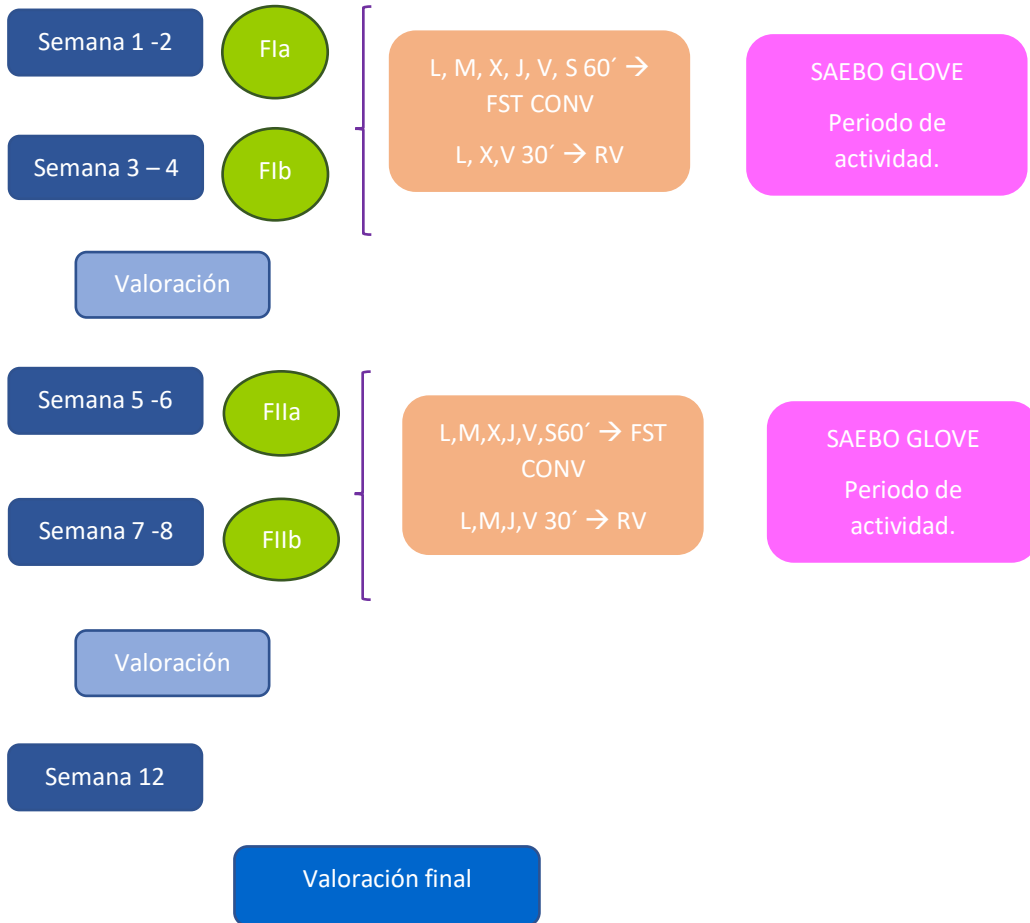 Semana 1 -2
FIa
L, M, X, J, V, S 60´ →
FST CONV
L, X,V 30´ → RV
SAEBO GLOVE
Periodo de
actividad.
Semana 3 – 4
FIb
Valoración
Semana 5 -6
FIIa
L,M,X,J,V,S60´ → FST
CONV
L,M,J,V 30´ → RV
SAEBO GLOVE
Periodo de
actividad.
Semana 7 -8
FIIb
Valoración
Semana 12
Valoración final